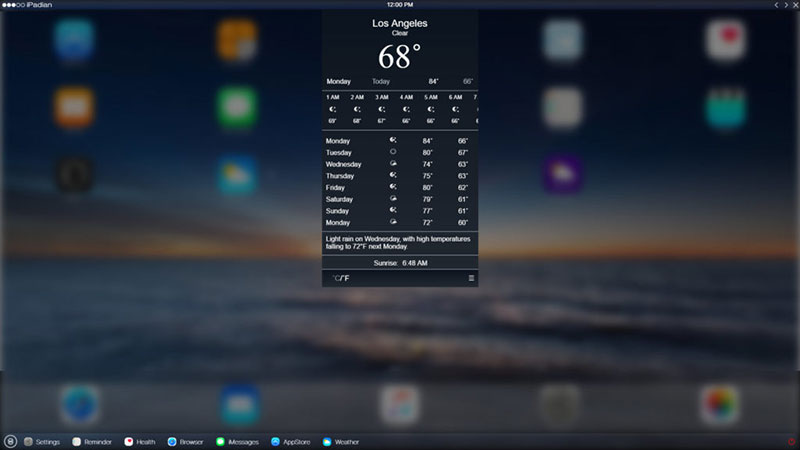 iPadian
12:00 PM
Los Angeles
Clear
68°
Monday Today 84° 66°
1 AM 2 AM 3 AM 4 AM 5 AM 6 AM 7
69° 68° 67° 66° 66° 66°
Monday 84° 66°
Tuesday 80° 67°
Wednesday 74° 63°
Thursday 75° 63°
Friday 80° 62°
Saturday 79° 61°
Sunday 77° 61°
Monday 72° 60°
Light rain on Wednesday, with high temperatures
falling to 72°F next Monday.
Sunrise: 6:48 AM
°C/°F
Settings Reminder Health Browser iMessages AppStore Weather